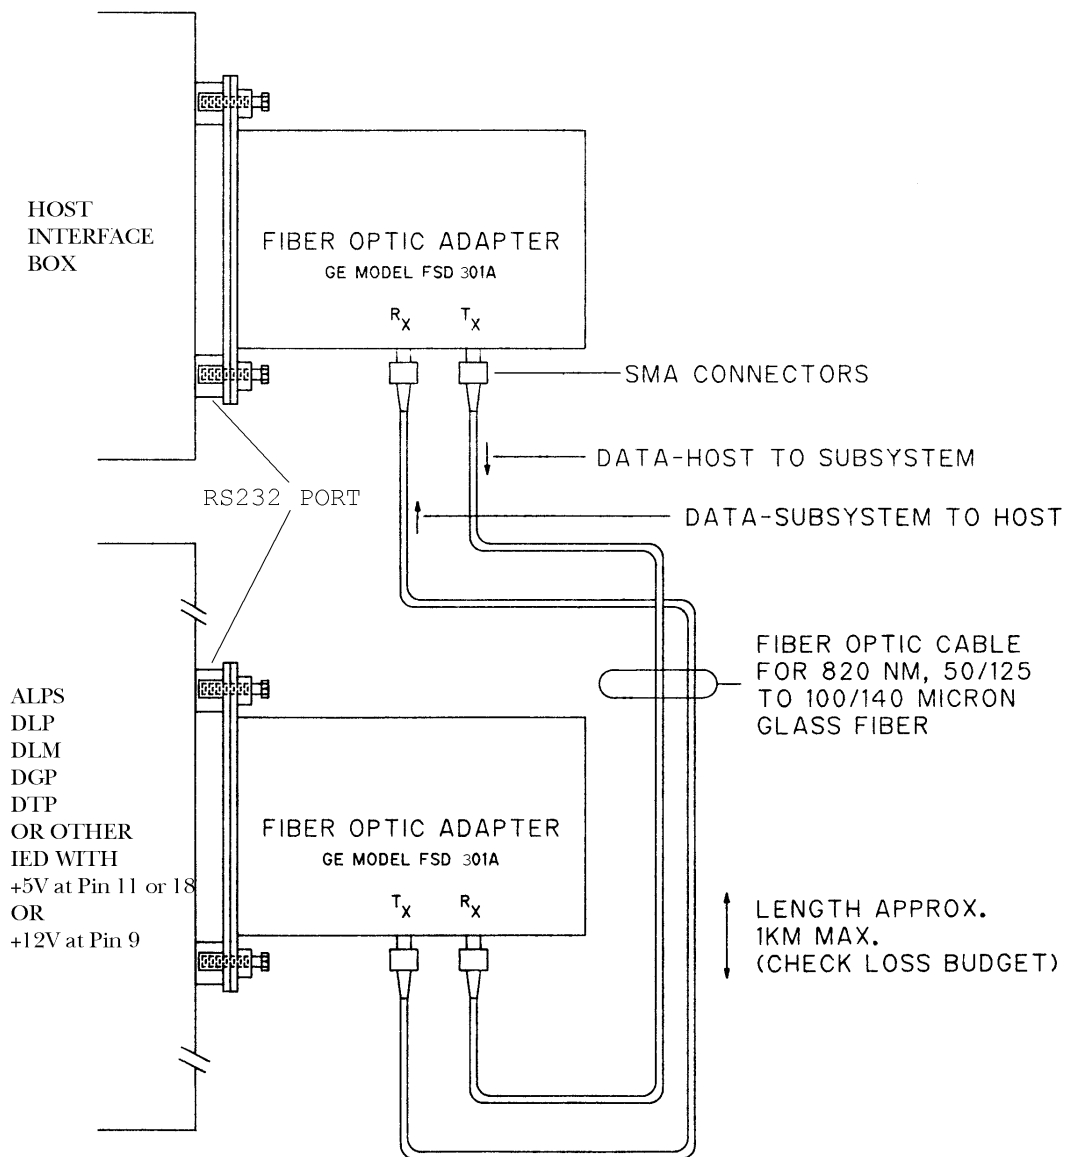 HOST
INTERFACE
BOX
FIBER OPTIC ADAPTER
GE MODEL FSD 301A
RX TX
SMA CONNECTORS
DATA-HOST TO SUBSYSTEM
RS232 PORT
DATA-SUBSYSTEM TO HOST
FIBER OPTIC CABLE
FOR 820 NM, 50/125
TO 100/140 MICRON
GLASS FIBER
ALPS
DLP
DLM
DGP
DTP
OR OTHER
IED WITH
+5V at Pin 11 or 18
OR
+12V at Pin 9
FIBER OPTIC ADAPTER
GE MODEL FSD 301A
TX RX
LENGTH APPROX.
1KM MAX.
(CHECK LOSS BUDGET)